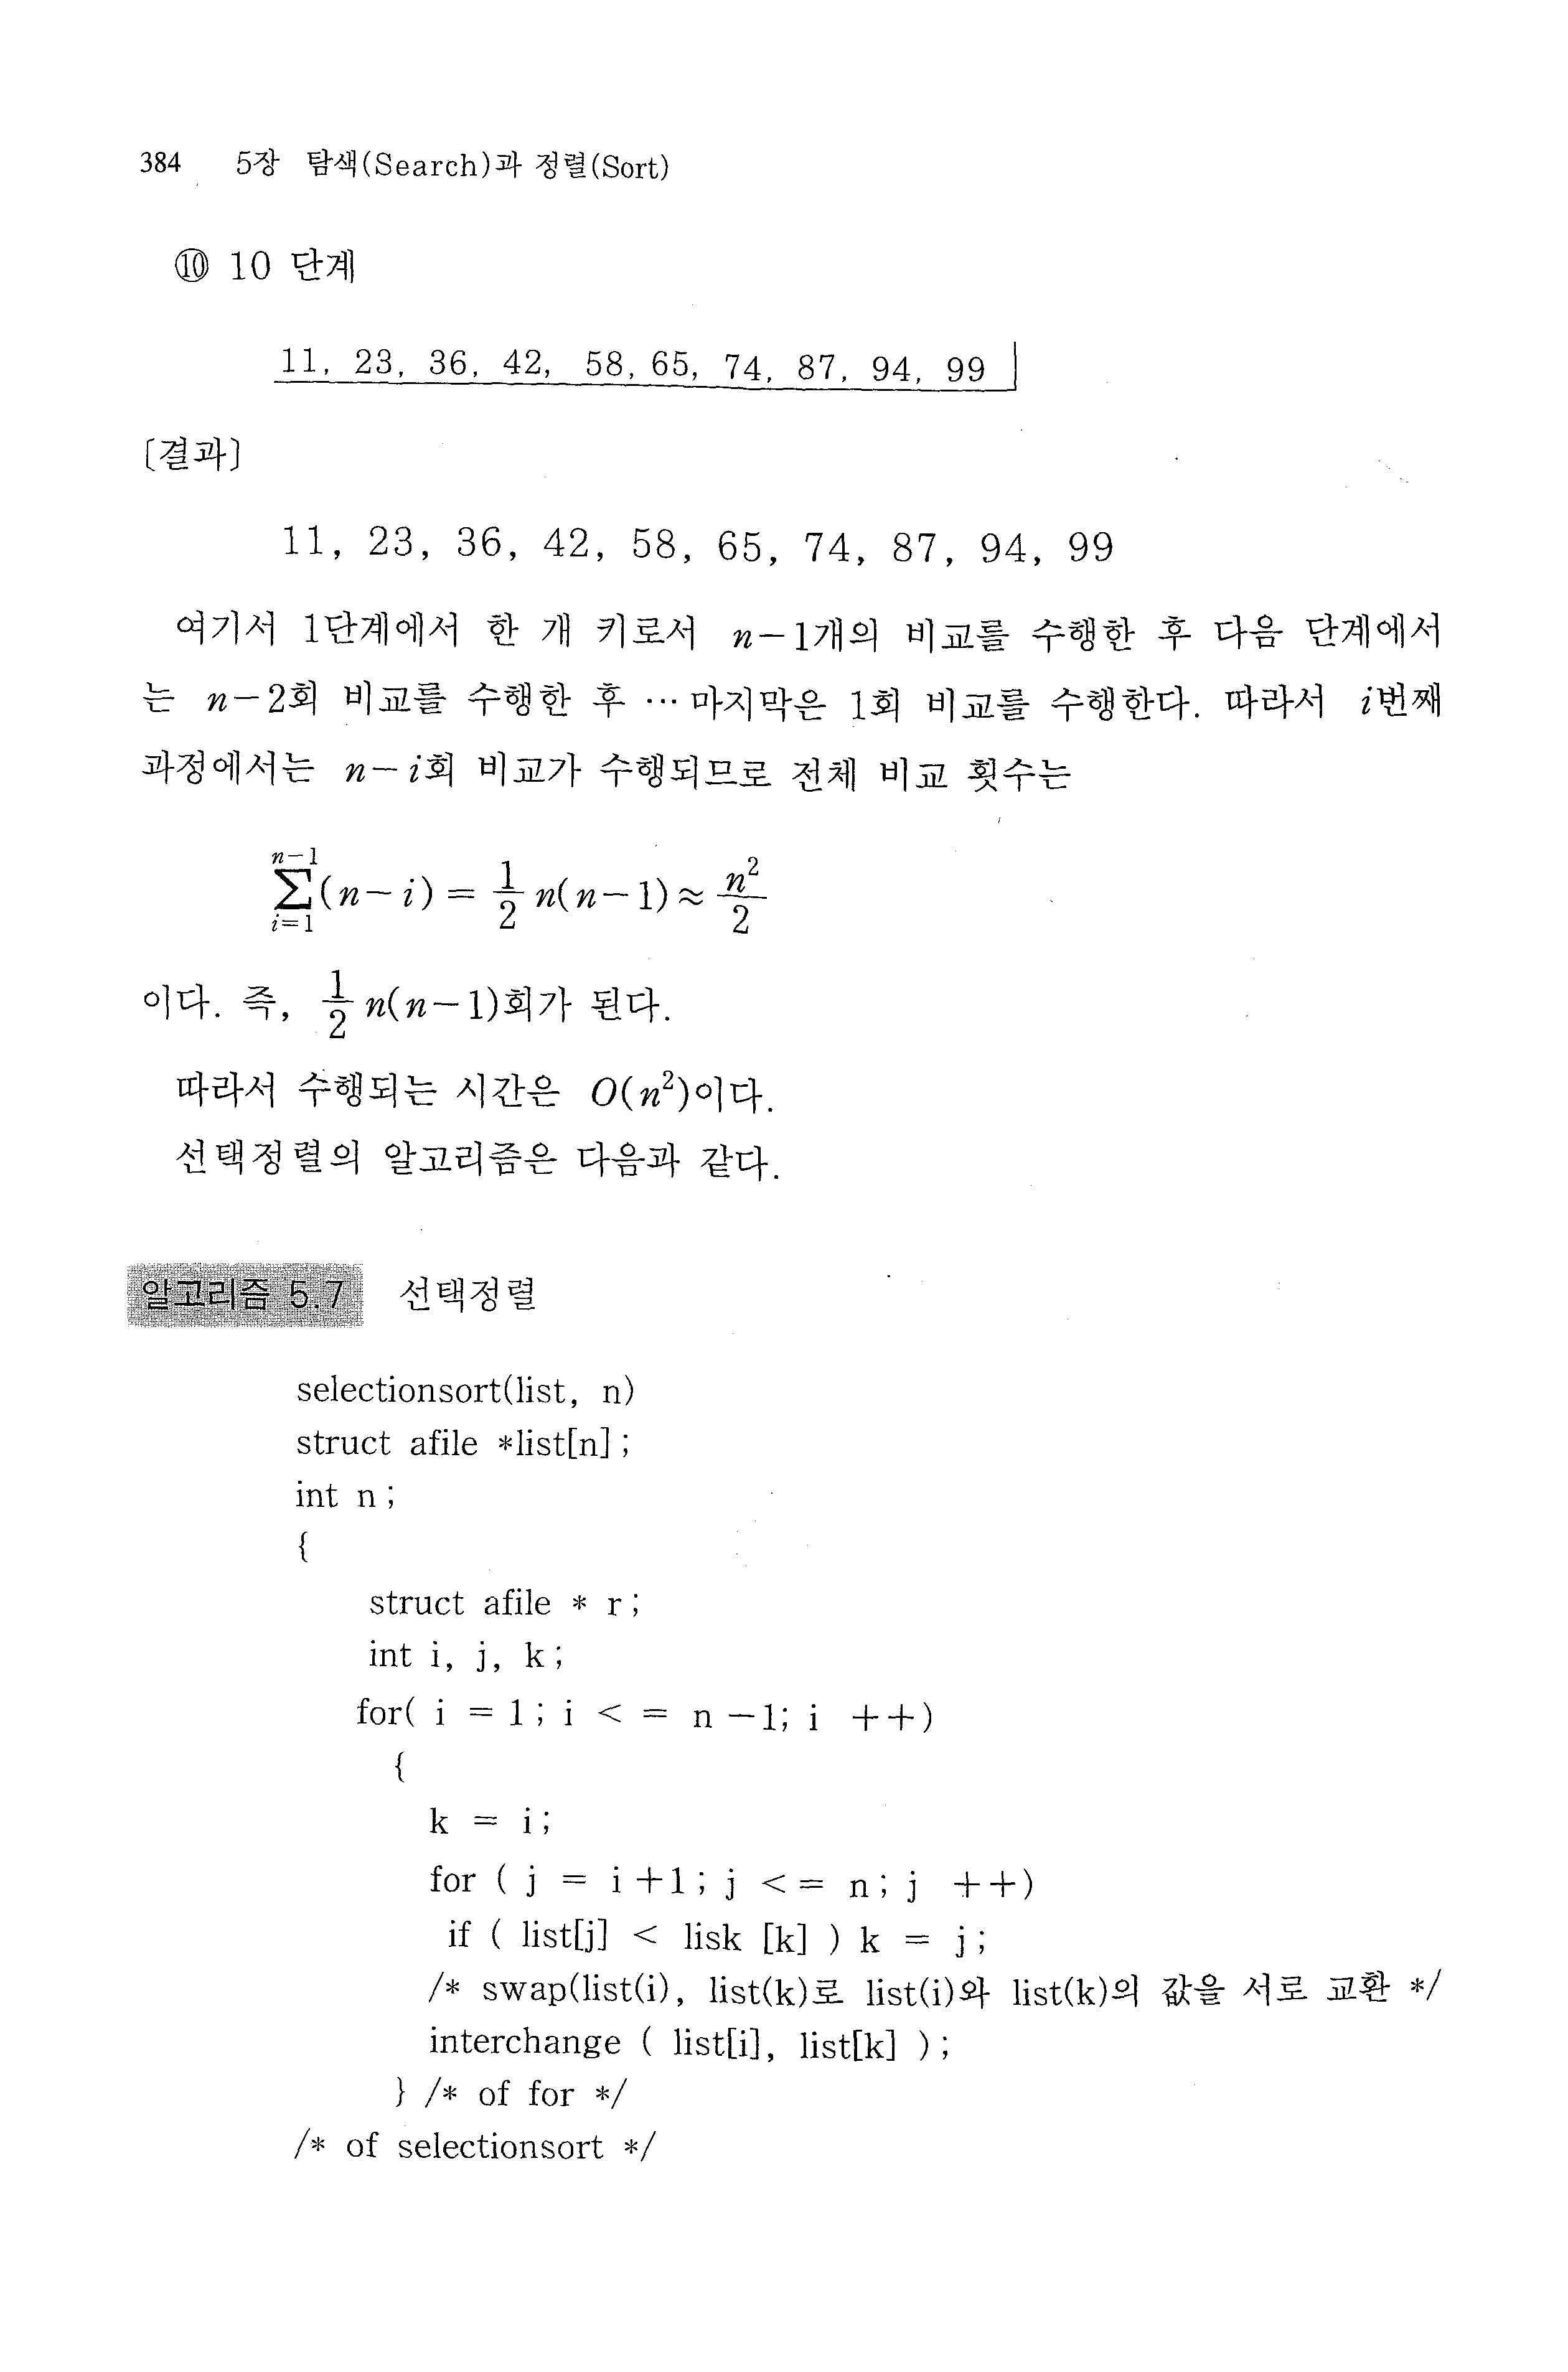 384 5장 탐색(Search)과 정렬(Sort)
⑩ 10 단계
11, 23, 36, 42, 58, 65, 74, 87, 94, 99
〔결과〕
11, 23, 36, 42, 58, 65, 74, 87, 94, 99
여기서 1단계에서 한 개 키로서 n−1개의 비교를 수행한 후 다음 단계에서
는 n−2회 비교를 수행한 후 … 마지막은 1회 비교를 수행한다. 따라서 i번째
과정에서는 n−i회 비교가 수행되므로 전체 비교 횟수는
∑_{i=1}^{n−1}(n−i) = 1/2 n(n−1) ≈ n²/2
이다. 즉, 1/2 n(n−1)회가 된다.
따라서 수행되는 시간은 O(n²)이다.
선택정렬의 알고리즘은 다음과 같다.
알고리즘 5.7 선택정렬
selectionsort(list, n)
struct afile *list[n] ;
int n ;
{
struct afile * r ;
int i, j, k ;
for( i = 1 ; i < = n −1; i ++)
{
k = i ;
for ( j = i +1 ; j <= n ; j ++)
if ( list[j] < lisk [k] ) k = j ;
/* swap(list(i), list(k)로 list(i)와 list(k)의 값을 서로 교환 */
interchange ( list[i], list[k] ) ;
} /* of for */
/* of selectionsort */